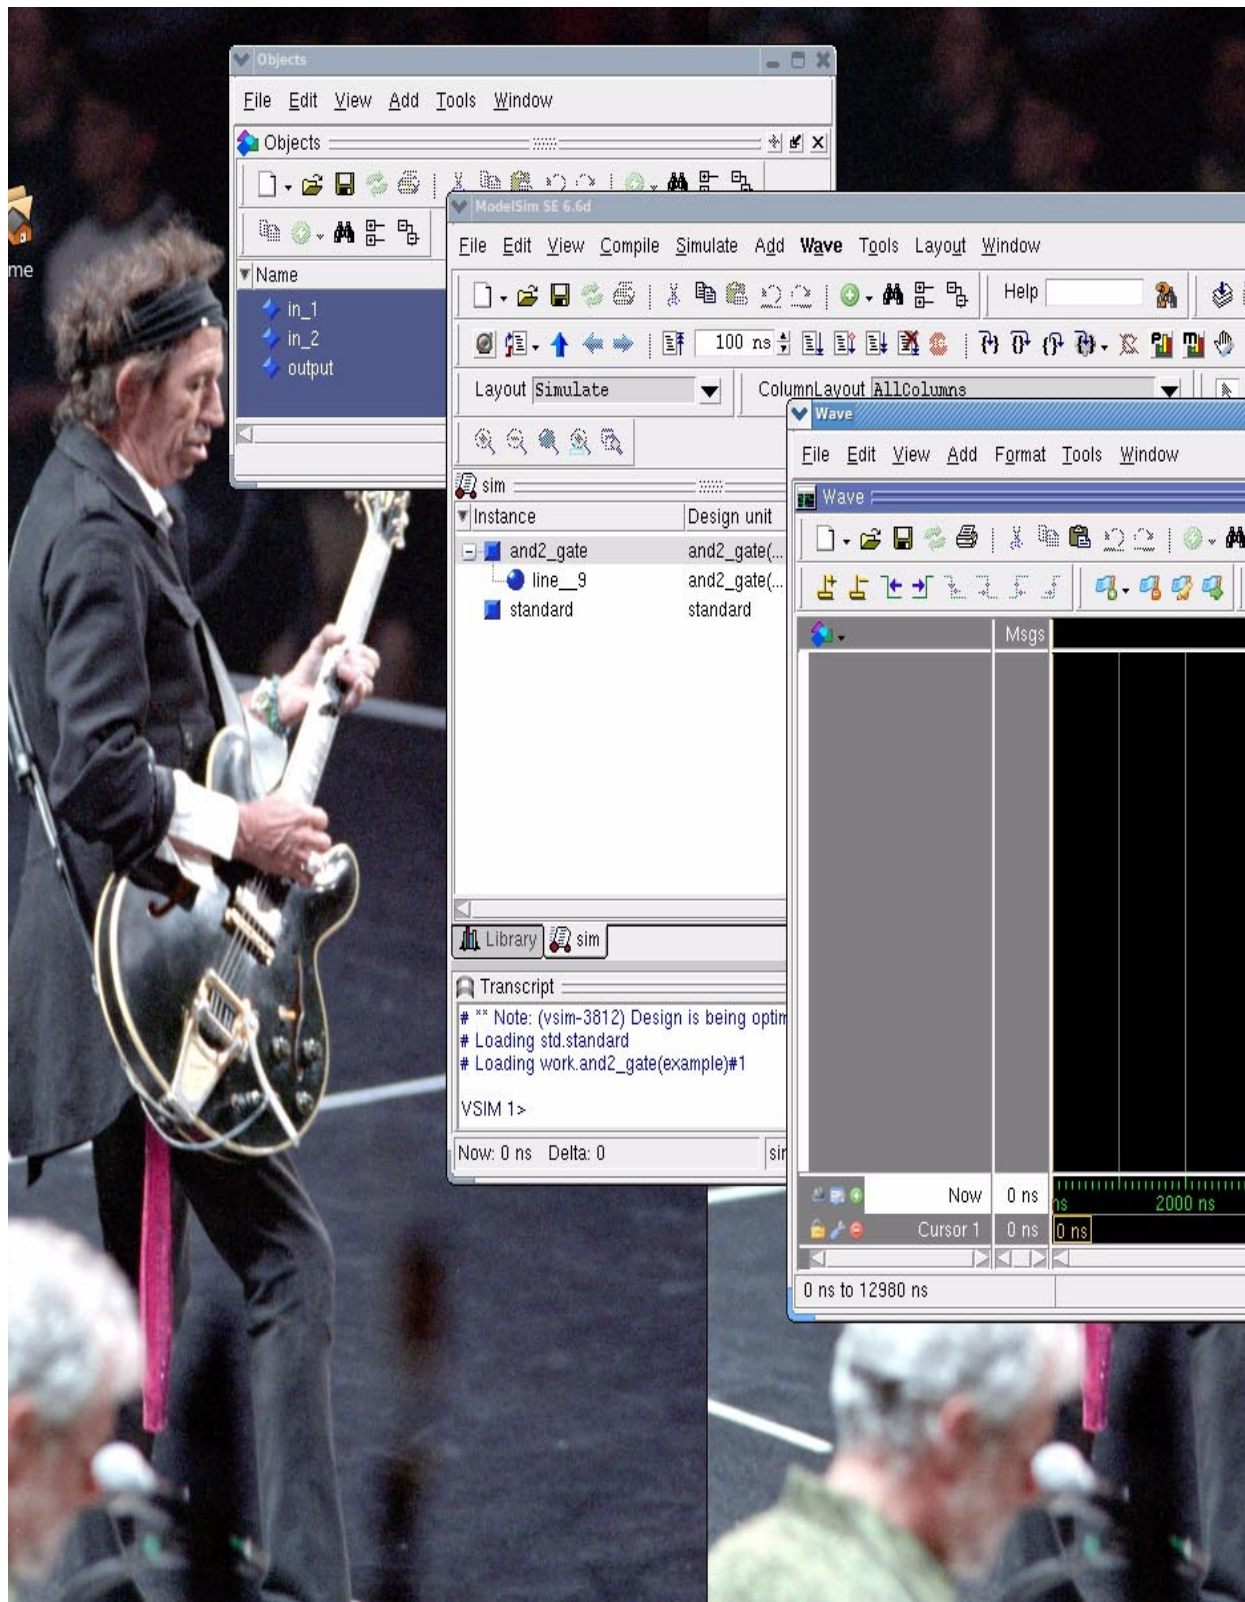 Objects
File Edit View Add Tools Window
Objects
Name
in_1
in_2
output
me
ModelSim SE 6.6d
File Edit View Compile Simulate Add Wave Tools Layout Window
Help
100 ns
Layout Simulate
ColumnLayout AllColumns
sim
Instance Design unit
and2_gate and2_gate(...
line__9 and2_gate(...
standard standard
Library sim
Transcript
# ** Note: (vsim-3812) Design is being optim
# Loading std.standard
# Loading work.and2_gate(example)#1
VSIM 1>
Now: 0 ns Delta: 0
sim
Wave
File Edit View Add Format Tools Window
Wave
Msgs
Now 0 ns
ns 2000 ns
Cursor 1 0 ns 0 ns
0 ns to 12980 ns